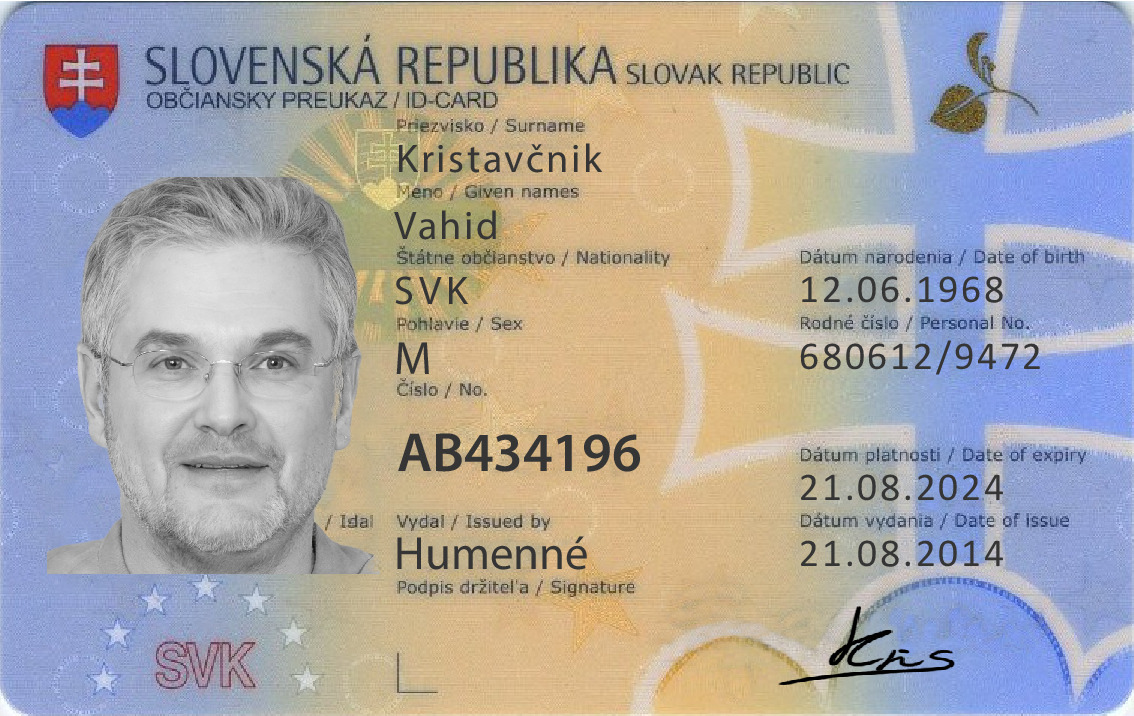 SLOVENSKÁ REPUBLIKA SLOVAK REPUBLIC
OBČIANSKY PREUKAZ / ID-CARD
Priezvisko / Surname
Kristavčnik
Meno / Given names
Vahid
Štátne občianstvo / Nationality
SVK
Dátum narodenia / Date of birth
12.06.1968
Pohlavie / Sex
M
Rodné číslo / Personal No.
680612/9472
Číslo / No.
AB434196
Dátum platnosti / Date of expiry
21.08.2024
Vydal / Issued by
Humenné
Dátum vydania / Date of issue
21.08.2014
Podpis držiteľa / Signature
SVK